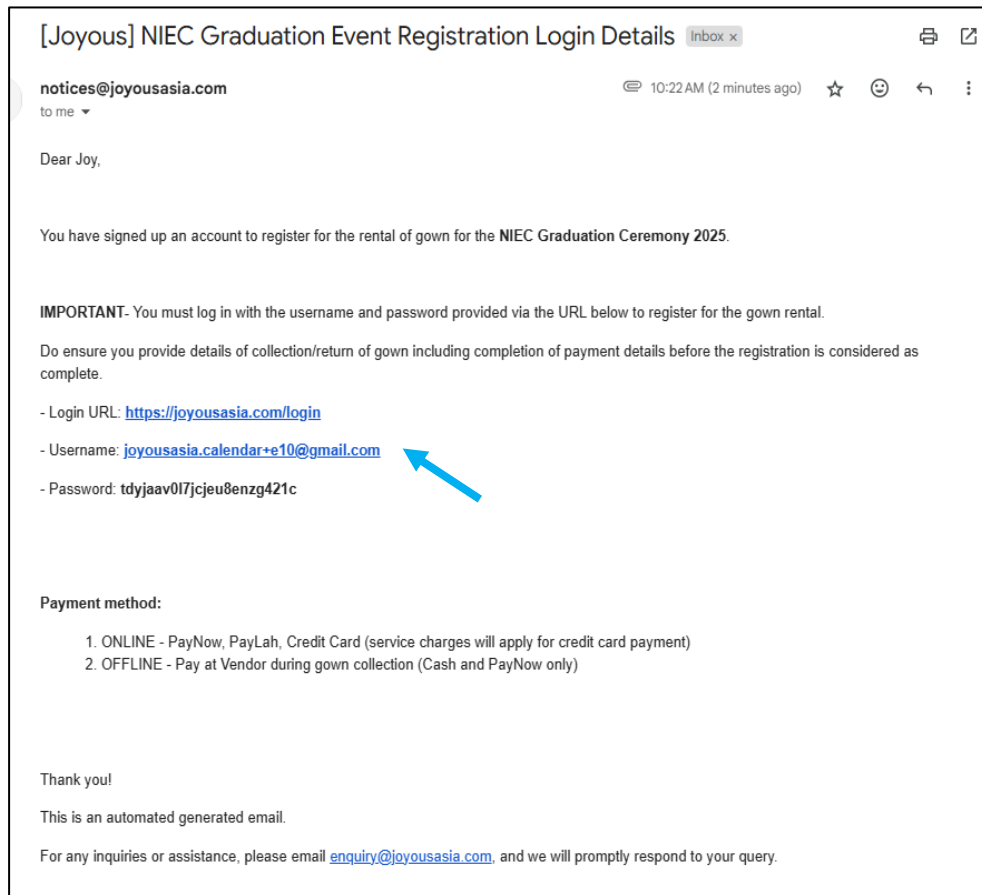 [Joyous] NIEC Graduation Event Registration Login Details Inbox ×
notices@joyousasia.com 10:22 AM (2 minutes ago)
to me
Dear Joy,
You have signed up an account to register for the rental of gown for the NIEC Graduation Ceremony 2025.
IMPORTANT- You must log in with the username and password provided via the URL below to register for the gown rental.
Do ensure you provide details of collection/return of gown including completion of payment details before the registration is considered as
complete.
- Login URL: https://joyousasia.com/login
- Username: joyousasia.calendar+e10@gmail.com
- Password: tdyjaav0l7jcjeu8enzg421c
Payment method:
1. ONLINE - PayNow, PayLah, Credit Card (service charges will apply for credit card payment)
2. OFFLINE - Pay at Vendor during gown collection (Cash and PayNow only)
Thank you!
This is an automated generated email.
For any inquiries or assistance, please email enquiry@joyousasia.com, and we will promptly respond to your query.